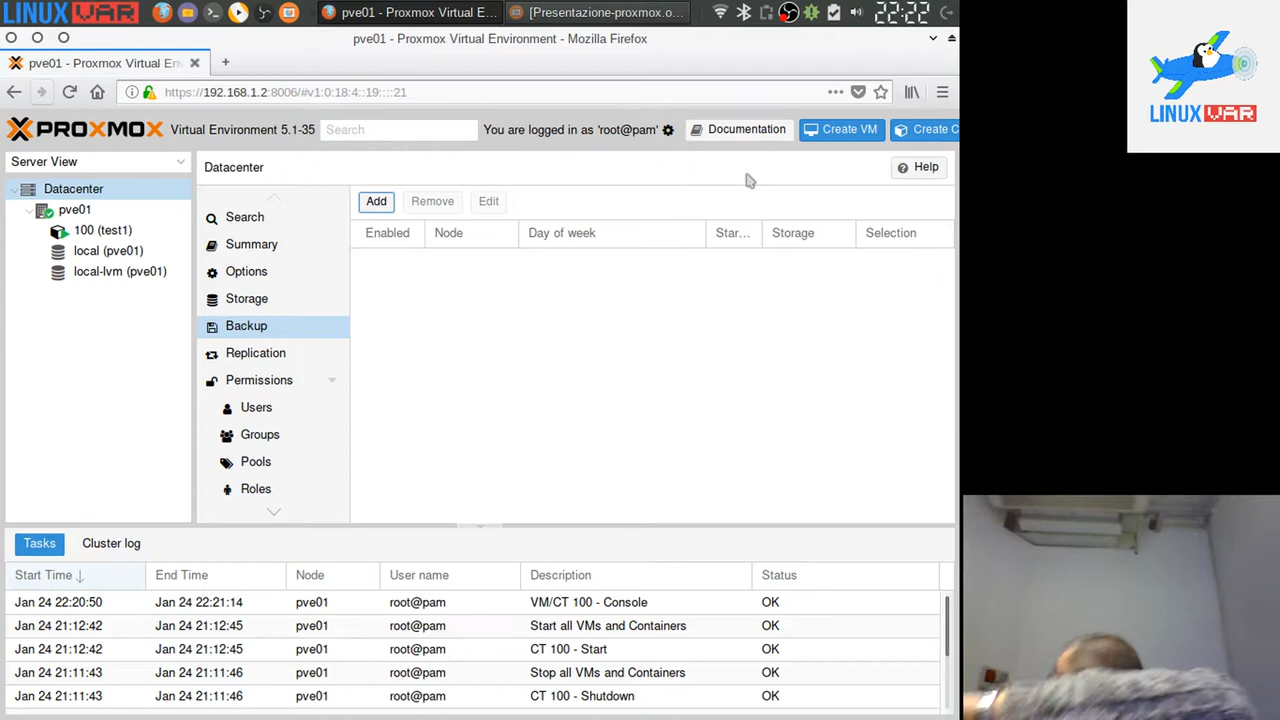 LINUX VAR
pve01 - Proxmox Virtual E...
[Presentazione-proxmox.o...
22:22
pve01 - Proxmox Virtual Environment - Mozilla Firefox
pve01 - Proxmox Virtual En
https://192.168.1.2:8006/#v1:0:18:4::19::::21
PROXMOX Virtual Environment 5.1-35
Search
You are logged in as 'root@pam'
Documentation
Create VM
Create C
Server View
Datacenter
pve01
100 (test1)
local (pve01)
local-lvm (pve01)
Datacenter
Help
Search
Summary
Options
Storage
Backup
Replication
Permissions
Users
Groups
Pools
Roles
Add Remove Edit
Enabled Node Day of week Star... Storage Selection
Tasks Cluster log
Start Time End Time Node User name Description Status
Jan 24 22:20:50 Jan 24 22:21:14 pve01 root@pam VM/CT 100 - Console OK
Jan 24 21:12:42 Jan 24 21:12:45 pve01 root@pam Start all VMs and Containers OK
Jan 24 21:12:42 Jan 24 21:12:45 pve01 root@pam CT 100 - Start OK
Jan 24 21:11:43 Jan 24 21:11:46 pve01 root@pam Stop all VMs and Containers OK
Jan 24 21:11:43 Jan 24 21:11:46 pve01 root@pam CT 100 - Shutdown OK
LINUX VAR